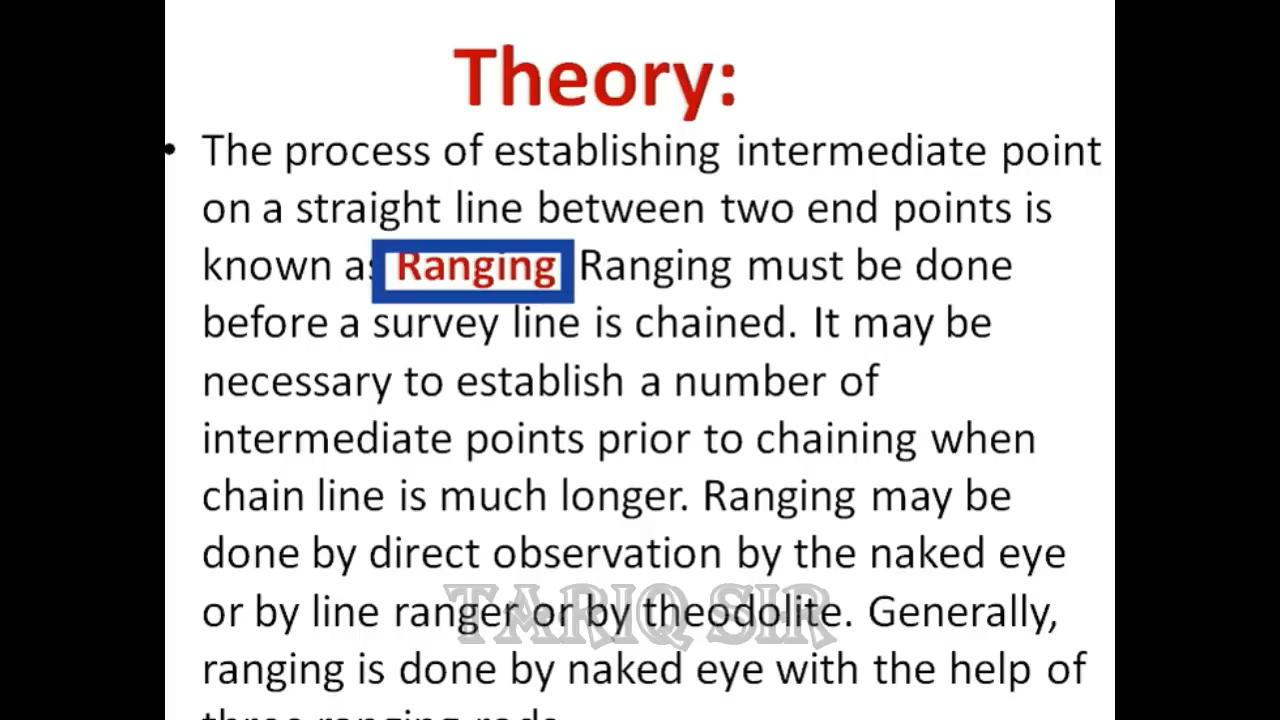 Theory:
• The process of establishing intermediate point
on a straight line between two end points is
known as Ranging Ranging must be done
before a survey line is chained. It may be
necessary to establish a number of
intermediate points prior to chaining when
chain line is much longer. Ranging may be
done by direct observation by the naked eye
or by line ranger or by theodolite. Generally,
TARIQ SIR
ranging is done by naked eye with the help of
three ranging rods